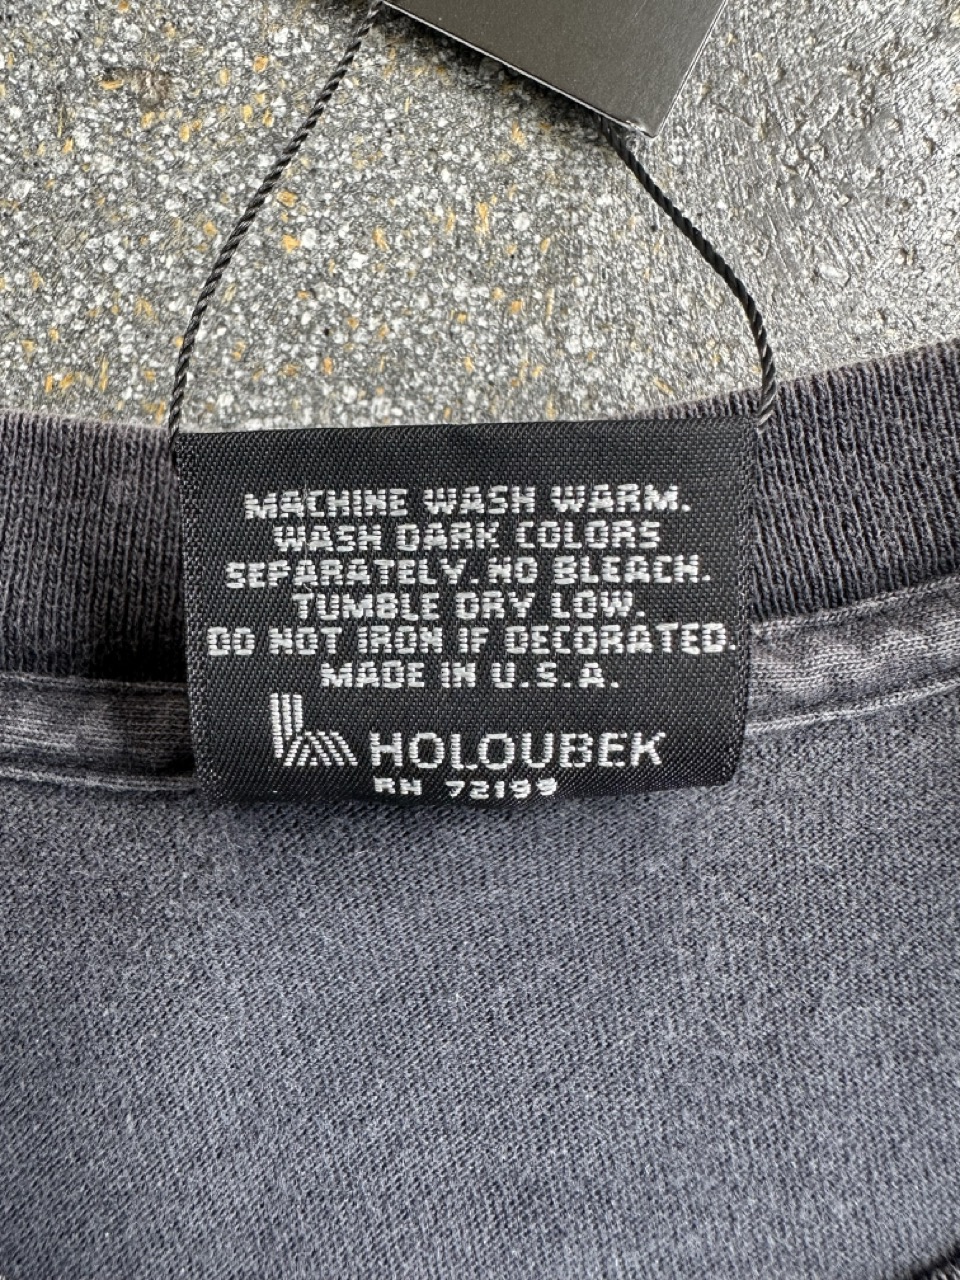 MACHINE WASH WARM.
WASH DARK COLORS
SEPARATELY. NO BLEACH.
TUMBLE DRY LOW.
DO NOT IRON IF DECORATED.
MADE IN U.S.A.
HOLOUBEK
RN 72199